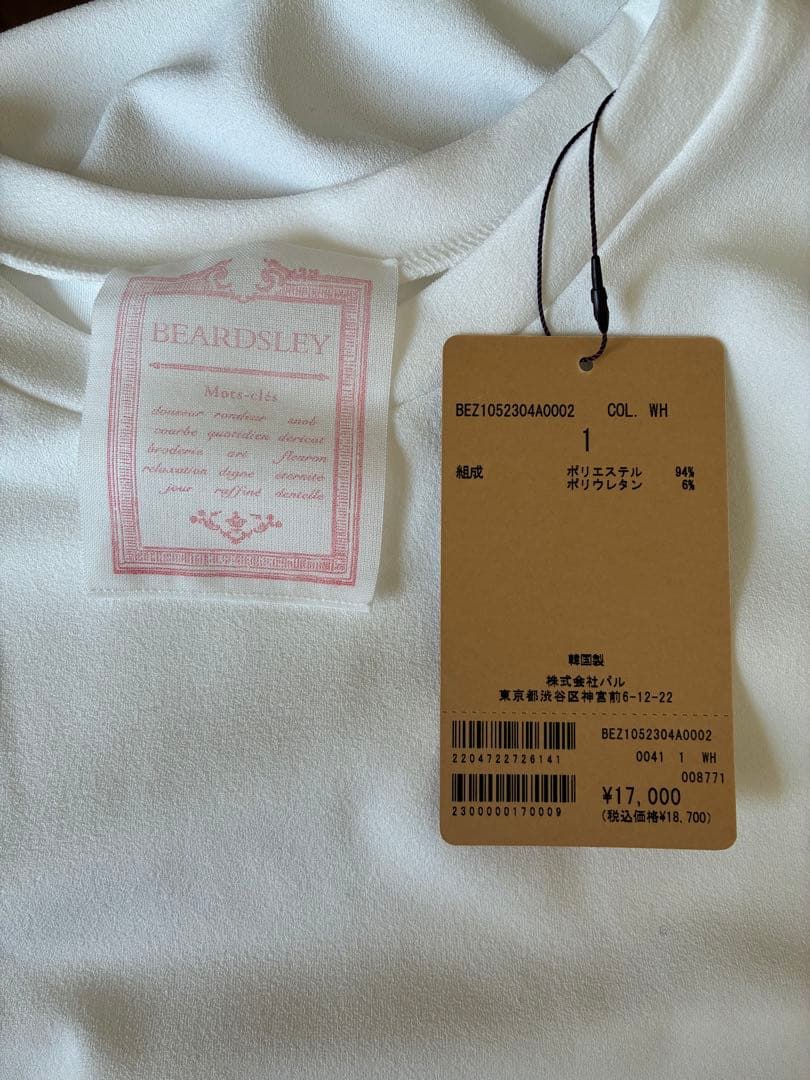 BEARDSLEY
Mots-clés
douceur rondeur snob
courbe quotidien dericat
broderie art fleuron
relaxation digne éternité
jour raffiné dentelle
BEZ1052304A0002 COL. WH
1
組成 ポリエステル 94%
ポリウレタン 6%
韓国製
株式会社パル
東京都渋谷区神宮前6-12-22
BEZ1052304A0002
2204722726141
0041 1 WH
008771
2300000170009
¥17,000
(税込価格¥18,700)